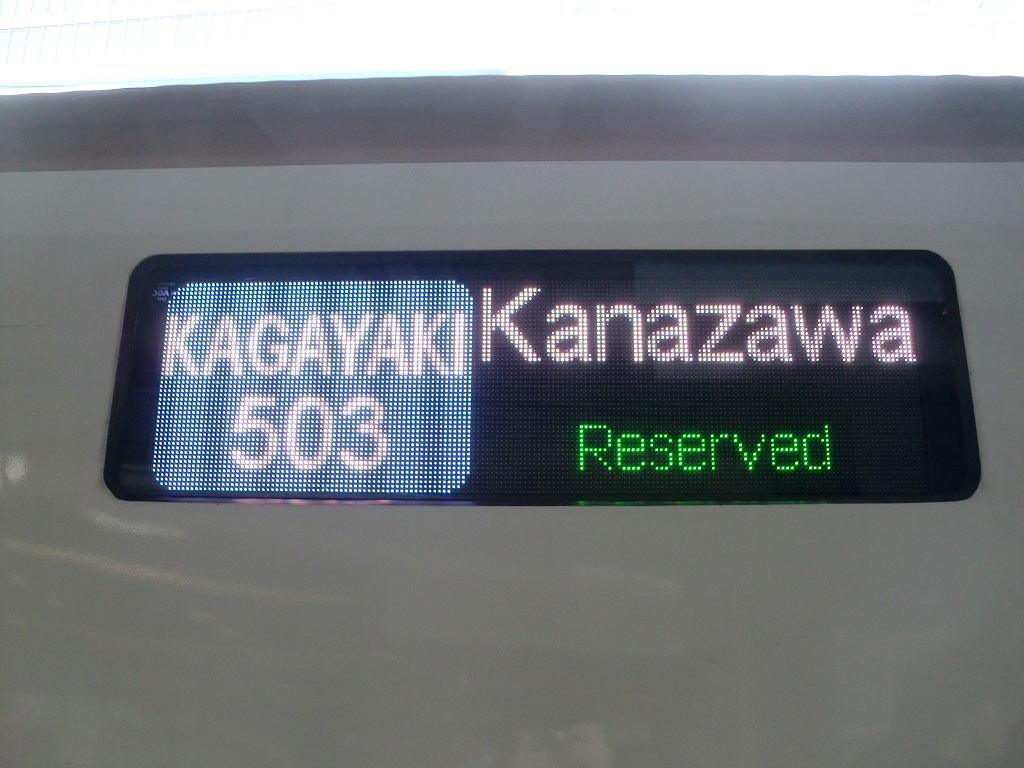 KAGAYAKI
503
Kanazawa
Reserved